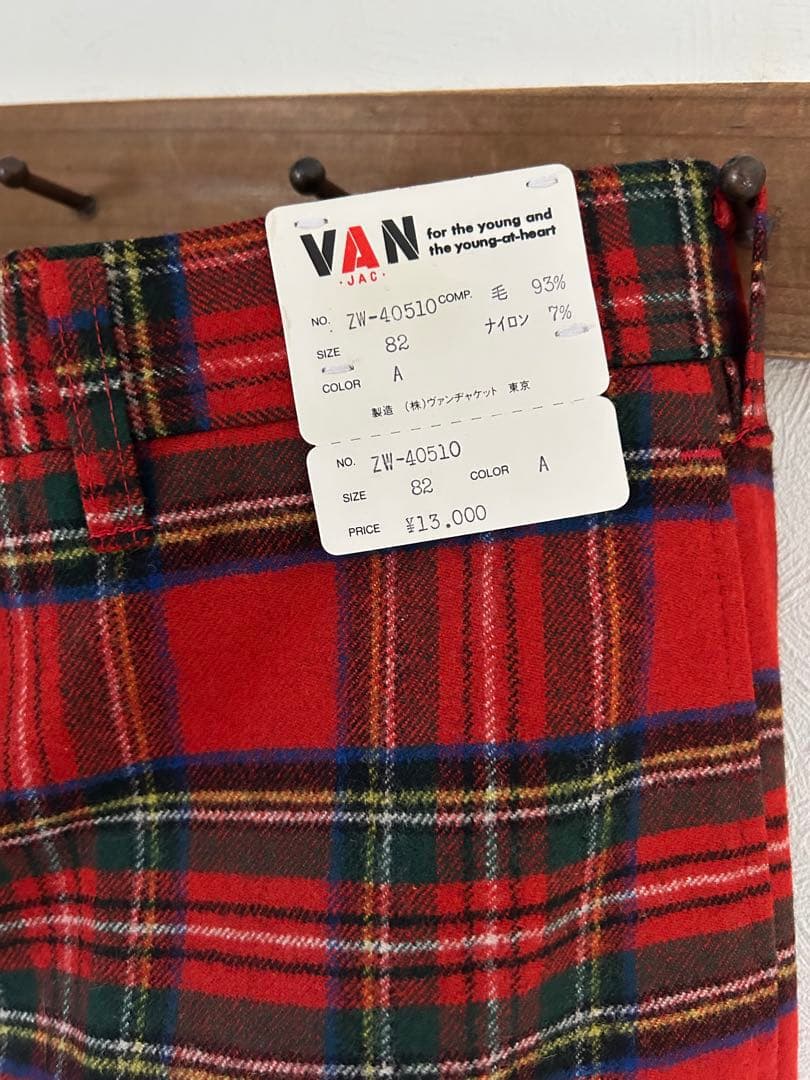 VAN
·JAC·
for the young and
the young-at-heart
NO. ZW-40510 COMP. 毛 93%
ナイロン 7%
SIZE 82
COLOR A
製造 (株)ヴァンヂャケット 東京
NO. ZW-40510
SIZE 82 COLOR A
PRICE ¥13.000